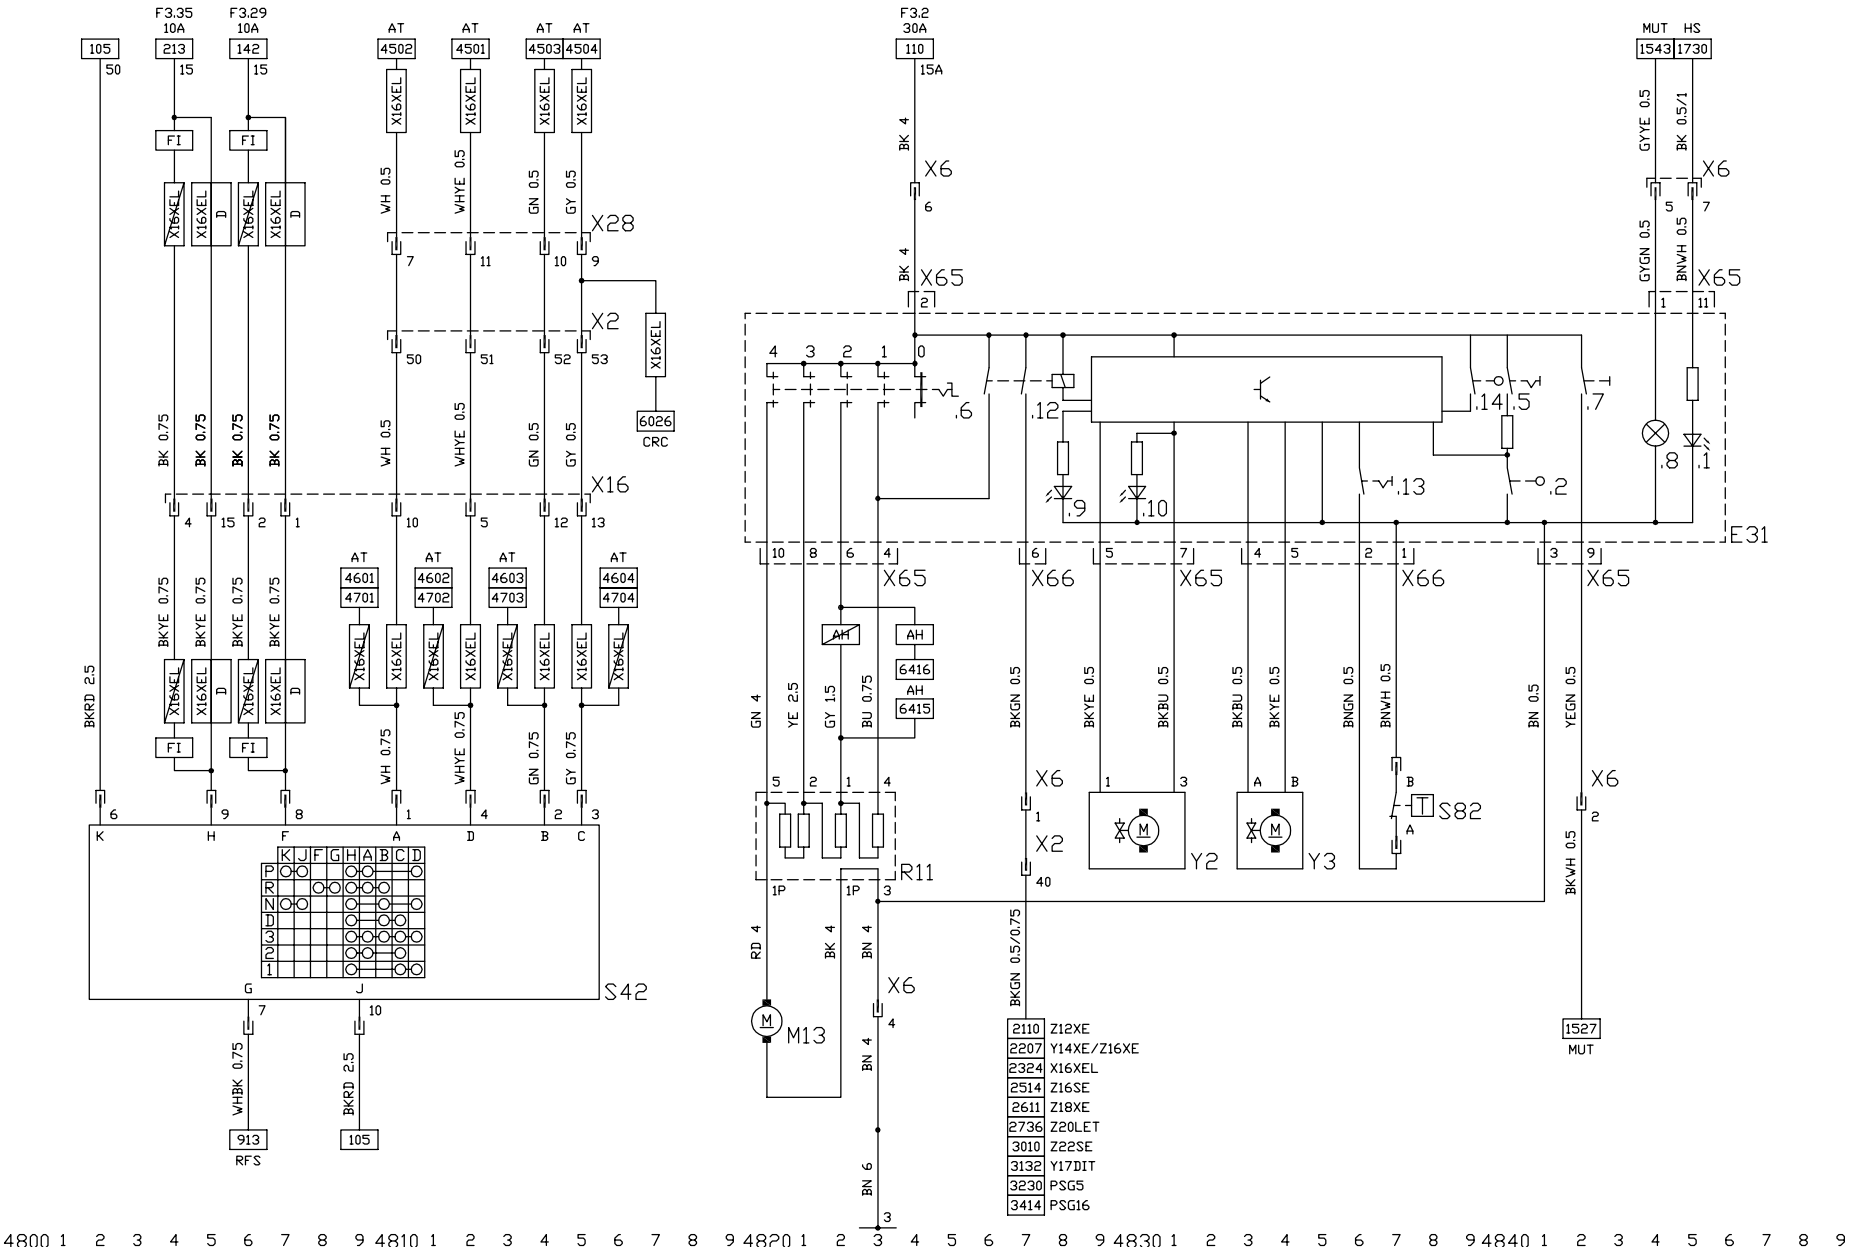 F3.35 F3.29 F3.2
10A 10A AT AT AT AT 30A MUT HS
105 213 142 4502 4501 4503 4504 110 1543 1730
50 15 15 15A
X16XEL X16XEL X16XEL X16XEL
FI FI
BK 4 GYYE 0.5 BK 0.5/1
WH 0.5 WHYE 0.5 GN 0.5 GY 0.5
X6 X6
X16XEL X16XEL D X16XEL X16XEL D
6 5 7
X28
7 11 10 9
BK 4 GYGN 0.5 BNWH 0.5
X65 X65
2 1 11
X2
50 51 52 53
X16XEL
6026
CRC
4 3 2 1 0
.6 .12 .14 .5 .7
BK 0.75 BK 0.75 BK 0.75 BK 0.75 WH 0.5 WHYE 0.5 GN 0.5 GY 0.5
.8 .1
X16
.9 .10 .13 .2
4 15 2 1 10 5 12 13
E31
10 8 6 4 6 5 7 4 5 2 1 3 9
X65 X66 X65 X66 X65
AT AT AT AT
4601 4602 4603 4604
4701 4702 4703 4704
BKYE 0.75 BKYE 0.75 BKYE 0.75 BKYE 0.75
AH AH
6416
AH
6415
X16XEL X16XEL X16XEL X16XEL X16XEL X16XEL X16XEL X16XEL
X16XEL X16XEL D X16XEL X16XEL D
BKRD 2.5
GN 4 YE 2.5 GY 1.5 BU 0.75 BKGN 0.5 BKYE 0.5 BKBU 0.5 BKBU 0.5 BKYE 0.5 BNGN 0.5 BNWH 0.5 BN 0.5 YEGN 0.5
FI FI
WH 0.75 WHYE 0.75 GN 0.75 GY 0.75
5 2 1 4 X6 1 3 A B B X6
6 9 8 1 4 2 3 1 S82 2
K H F A D B C
X2 M M A
K J F G H A B C D
P
R
N
D
3
2
1
R11 Y2 Y3
1P 1P 3 40
BKWH 0.5
RD 4 BK 4 BN 4 BKGN 0.5/0.75
G J S42
7 10
X6
4
M M13
WHBK 0.75 BKRD 2.5
BN 4
2110 Z12XE 1527
2207 Y14XE/Z16XE MUT
2324 X16XEL
2514 Z16SE
2611 Z18XE
2736 Z20LET
913 105
RFS
3010 Z22SE
3132 Y17DIT
3230 PSG5
3414 PSG16
BN 6
3
4800 1 2 3 4 5 6 7 8 9 4810 1 2 3 4 5 6 7 8 9 4820 1 2 3 4 5 6 7 8 9 4830 1 2 3 4 5 6 7 8 9 4840 1 2 3 4 5 6 7 8 9